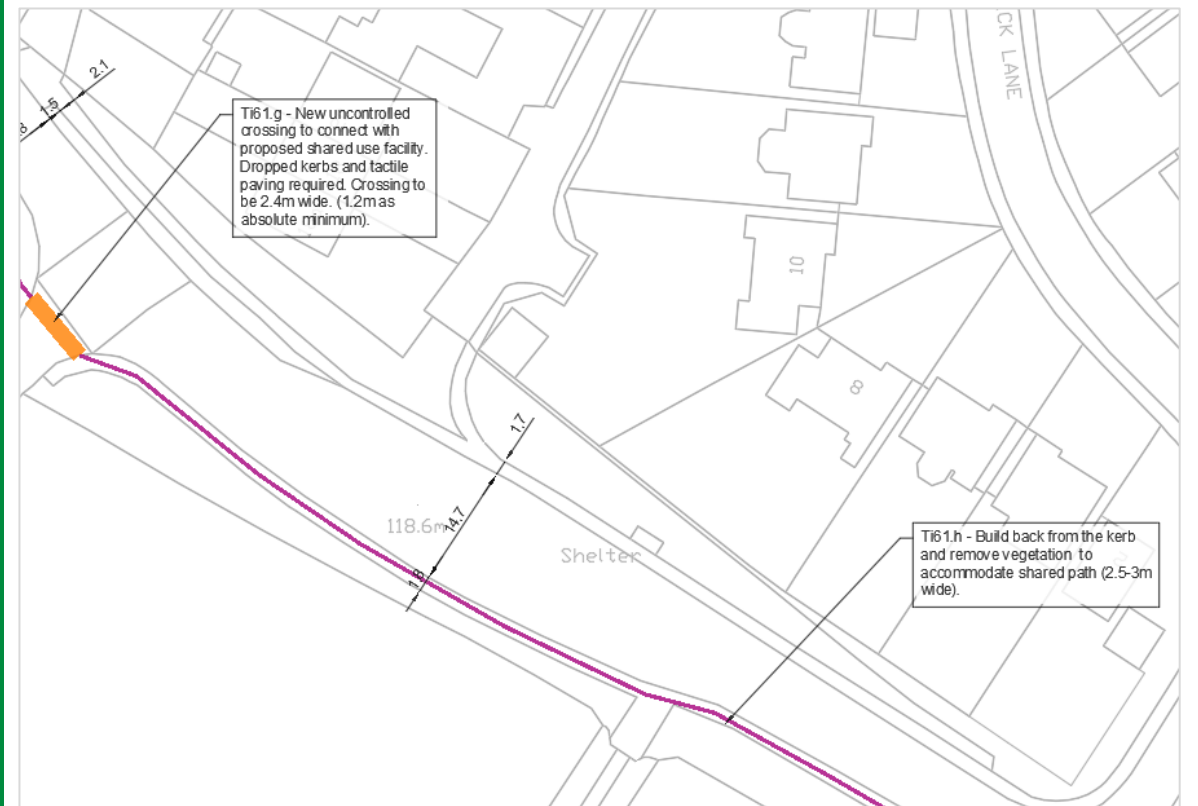 2.1
1.5
CK LANE
Ti61.g - New uncontrolled
crossing to connect with
proposed shared use facility.
Dropped kerbs and tactile
paving required. Crossing to
be 2.4m wide. (1.2m as
absolute minimum).
10
8
1.7
14.7
118.6m
1.8
Shelter
Ti61.h - Build back from the kerb
and remove vegetation to
accommodate shared path (2.5-3m
wide).